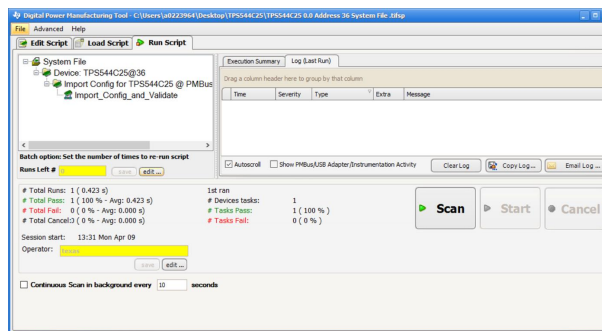 Digital Power Manufacturing Tool - C:\Users\a0223964\Desktop\TPS544C25\TPS544C25 0.0 Address 36 System File .tifsp
File Advanced Help
Edit Script Load Script Run Script
System File
Device: TPS544C25@36
Import Config for TPS544C25 @ PMBus
Import_Config_and_Validate
Execution Summary Log (Last Run)
Drag a column header here to group by that column
Time Severity Type Extra Message
Batch option: Set the number of times to re-run script
Runs Left # 0 save edit ...
Autoscroll Show PMBus/USB Adapter/Instrumentation Activity Clear Log Copy Log ... Email Log ...
# Total Runs: 1 ( 0.423 s) 1st ran
# Total Pass: 1 ( 100 % - Avg: 0.423 s) # Devices tasks: 1
# Total Fail: 0 ( 0 % - Avg: 0.000 s) # Tasks Pass: 1 ( 100 % )
# Total Cancel:3 ( 0 % - Avg: 0.000 s) # Tasks Fail: 0 ( 0 % )
Scan Start Cancel
Session start: 13:31 Mon Apr 09
Operator:
save edit ...
Continuous Scan in background every 10 seconds